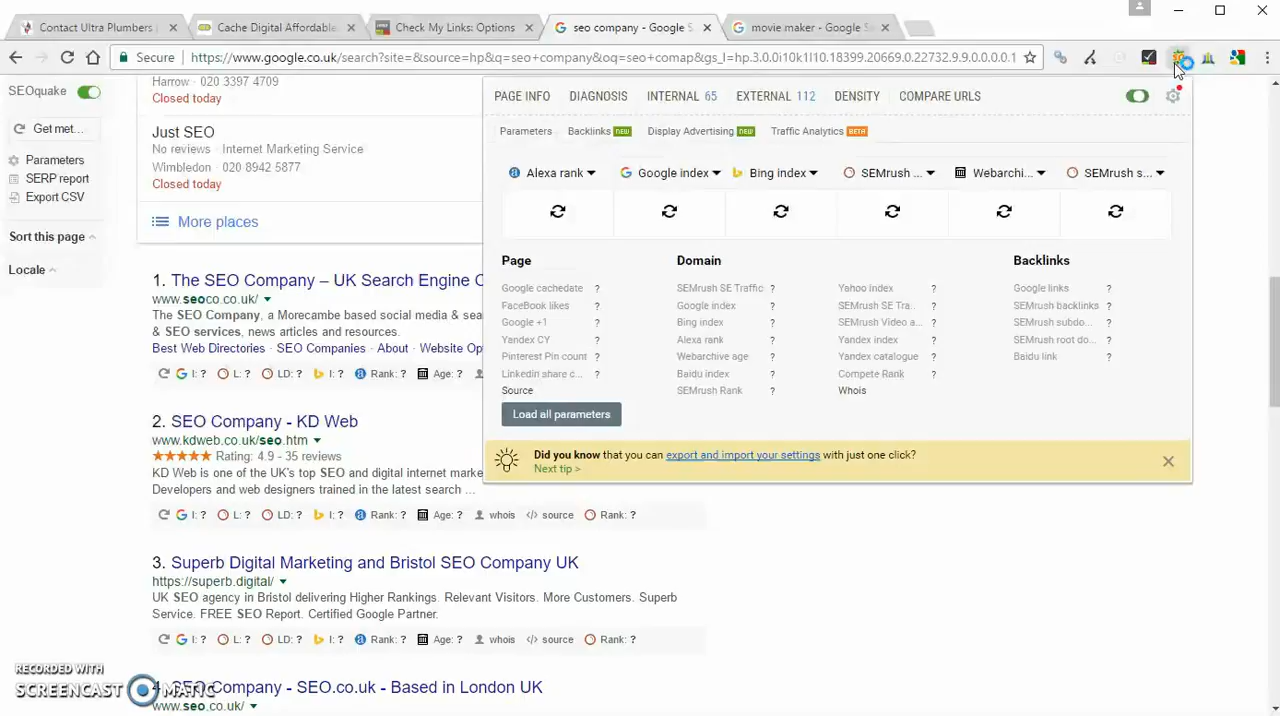 Contact Ultra Plumbers
Cache Digital Affordable
Check My Links: Options
seo company - Google S
movie maker - Google Se
Secure
https://www.google.co.uk/search?site=&source=hp&q=seo+company&oq=seo+comap&gs_l=hp.3.0.0i10k1l10.18399.20669.0.22732.9.9.0.0.0.0.1
SEOquake
Get met...
Parameters
SERP report
Export CSV
Sort this page
Locale
Harrow · 020 3397 4709
Closed today
Just SEO
No reviews · Internet Marketing Service
Wimbledon · 020 8942 5877
Closed today
More places
1. The SEO Company – UK Search Engine
www.seoco.co.uk/
The SEO Company, a Morecambe based social media & sea
& SEO services, news articles and resources.
Best Web Directories · SEO Companies · About · Website Op
I: ? L: ? LD: ? I: ? Rank: ? Age: ?
2. SEO Company - KD Web
www.kdweb.co.uk/seo.htm
Rating: 4.9 - 35 reviews
KD Web is one of the UK's top SEO and digital internet marke
Developers and web designers trained in the latest search ...
I: ? L: ? LD: ? I: ? Rank: ? Age: ? whois </> source Rank: ?
3. Superb Digital Marketing and Bristol SEO Company UK
https://superb.digital/
UK SEO agency in Bristol delivering Higher Rankings. Relevant Visitors. More Customers. Superb
Service. FREE SEO Report. Certified Google Partner.
I: ? L: ? LD: ? I: ? Rank: ? Age: ? whois </> source Rank: ?
4. SEO Company - SEO.co.uk - Based in London UK
www.seo.co.uk/
PAGE INFO DIAGNOSIS INTERNAL 65 EXTERNAL 112 DENSITY COMPARE URLS
Parameters Backlinks NEW Display Advertising NEW Traffic Analytics BETA
Alexa rank Google index Bing index SEMrush ... Webarchi... SEMrush s...
Page
Google cachedate ?
FaceBook likes ?
Google +1 ?
Yandex CY ?
Pinterest Pin count ?
Linkedin share c... ?
Source
Load all parameters
Domain
SEMrush SE Traffic ?
Google index ?
Bing index ?
Alexa rank ?
Webarchive age ?
Baidu index ?
SEMrush Rank ?
Yahoo index ?
SEMrush SE Tra.. ?
SEMrush Video a... ?
Yandex index ?
Yandex catalogue ?
Compete Rank ?
Whois
Backlinks
Google links ?
SEMrush backlinks ?
SEMrush subdo... ?
SEMrush root do... ?
Baidu link ?
Did you know that you can export and import your settings with just one click?
Next tip >
RECORDED WITH
SCREENCAST MATIC